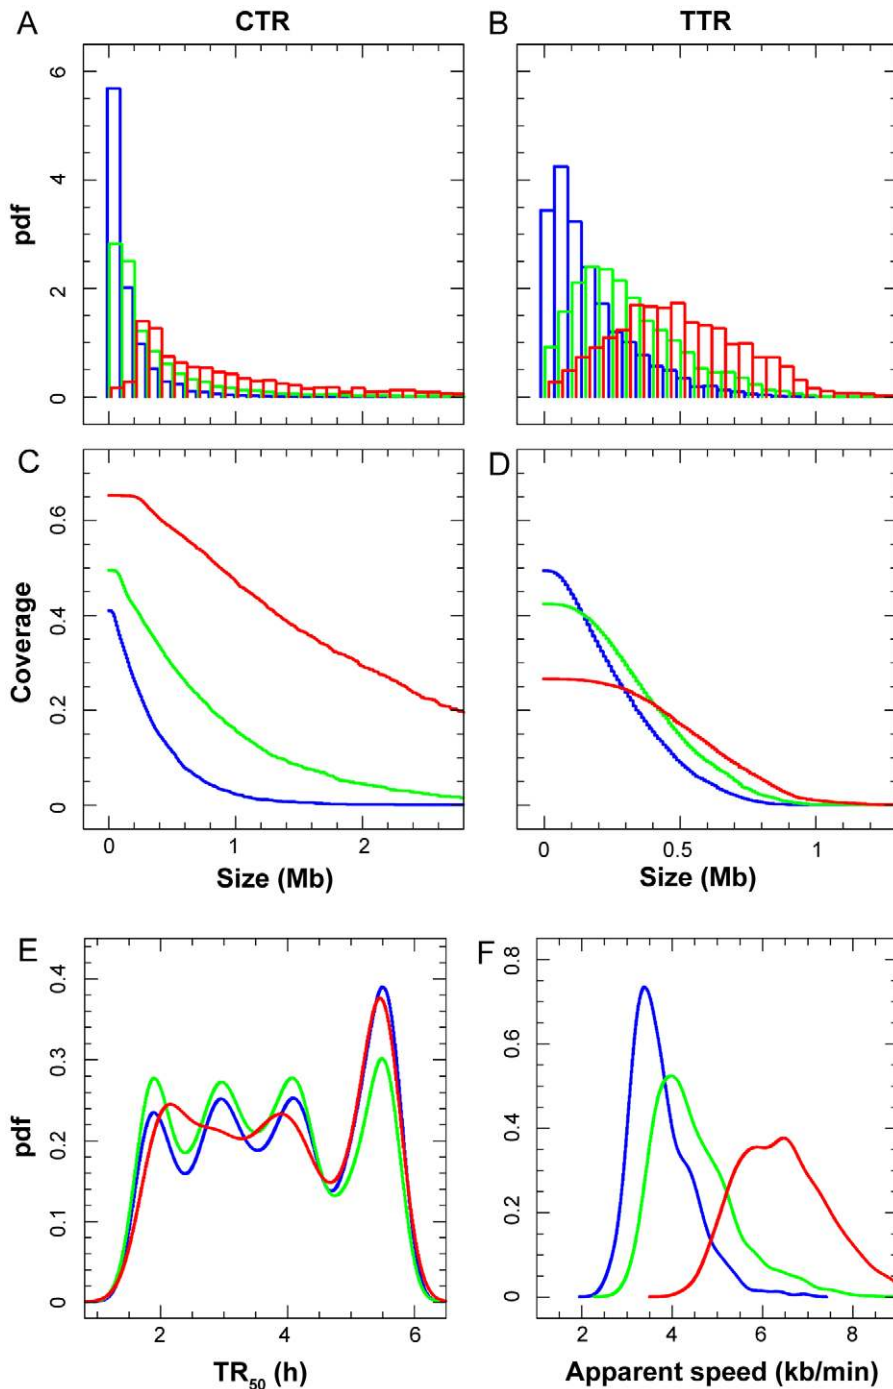 A CTR B TTR
6
4
2
0
pdf
C D
0.6
0.4
0.2
0
Coverage
0 1 2
Size (Mb)
0 0.5 1
Size (Mb)
E F
0.4
0.3
0.2
0.1
0
pdf
2 4 6
TR50 (h)
0.8
0.6
0.4
0.2
0
2 4 6 8
Apparent speed (kb/min)